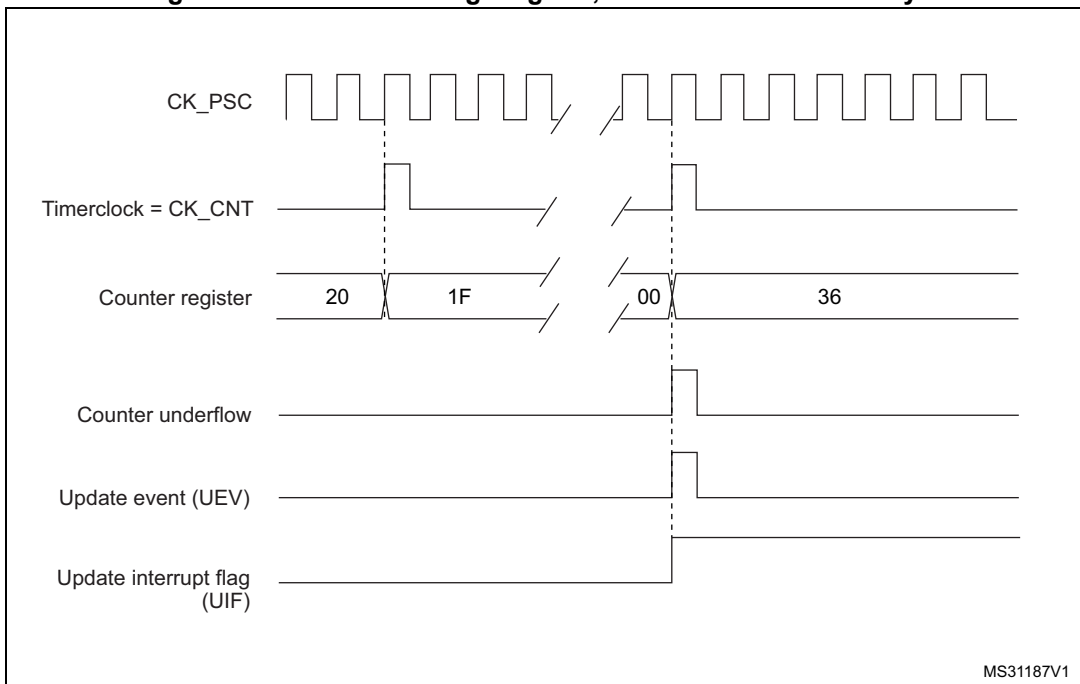 CK_PSC
Timerclock = CK_CNT
Counter register
20
1F
00
36
Counter underflow
Update event (UEV)
Update interrupt flag
(UIF)
MS31187V1